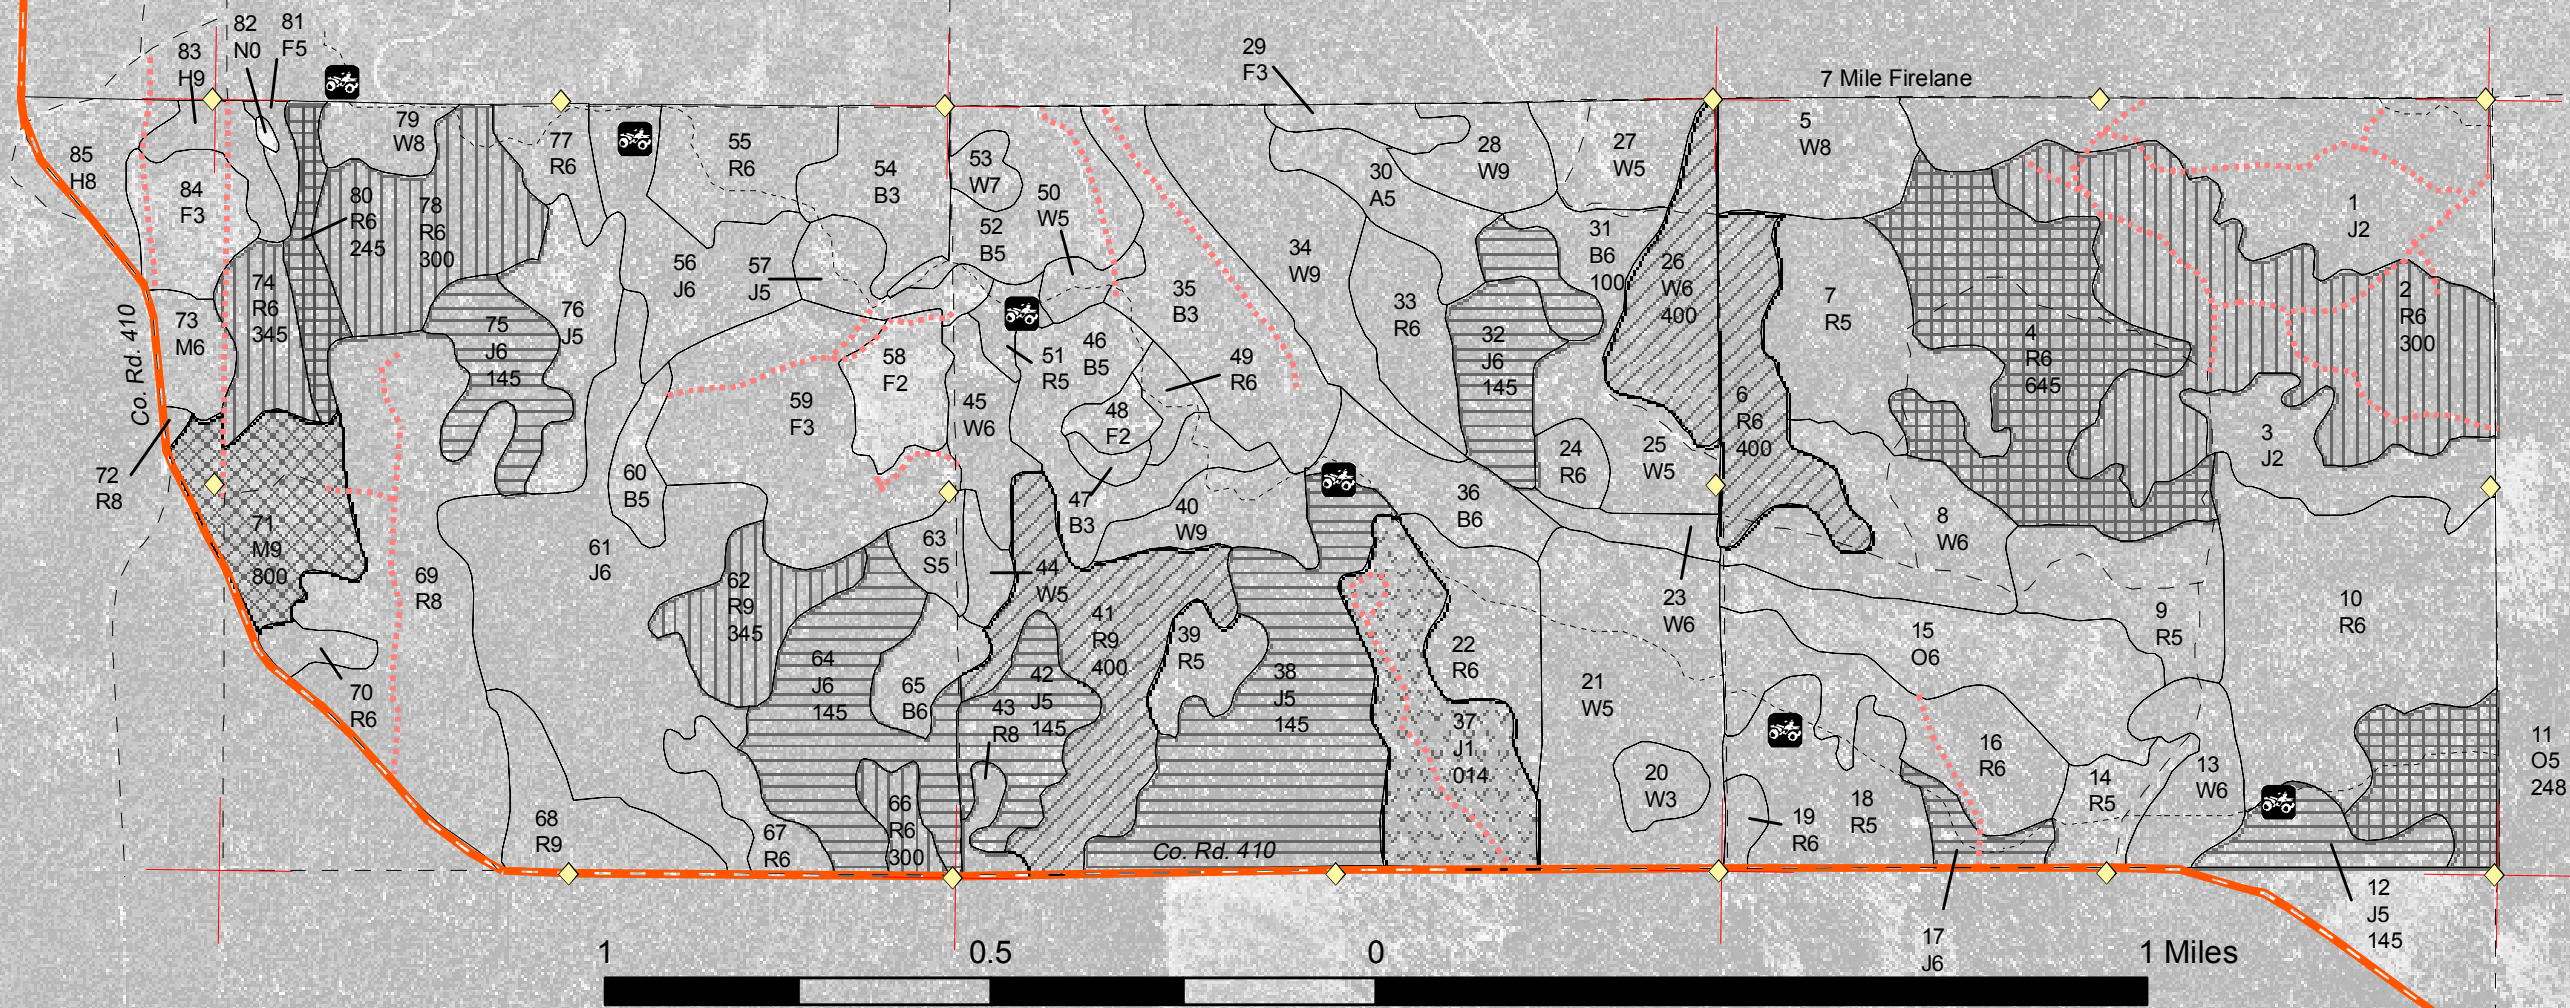 82
N0
81
F5
83
H9
29
F3
7 Mile Firelane
79
W8
77
R6
55
R6
54
B3
53
W7
50
W5
28
W9
27
W5
5
W8
85
H8
84
F3
80
R6
245
78
R6
300
30
A5
1
J2
52
B5
31
B6
100
34
W9
56
J6
57
J5
26
W6
400
74
R6
345
35
B3
33
R6
7
R5
2
R6
300
73
M6
76
J5
75
J6
145
Co. Rd. 410
32
J6
145
4
R6
645
58
F2
51
R5
46
B5
49
R6
59
F3
45
W6
48
F2
6
R6
400
3
J2
24
R6
25
W5
72
R8
60
B5
47
B3
40
W9
36
B6
71
M9
800
61
J6
63
S5
8
W6
69
R8
62
R9
345
44
W5
41
R9
400
39
R5
23
W6
10
R6
9
R5
15
O6
22
R6
64
J6
145
65
B6
42
J5
145
43
R8
38
J5
145
21
W5
70
R6
37
J1
014
16
R6
11
O5
248
20
W3
14
R5
13
W6
68
R9
67
R6
66
R6
300
19
R6
18
R5
Co. Rd. 410
12
J5
145
17
J6
1 0.5 0 1 Miles